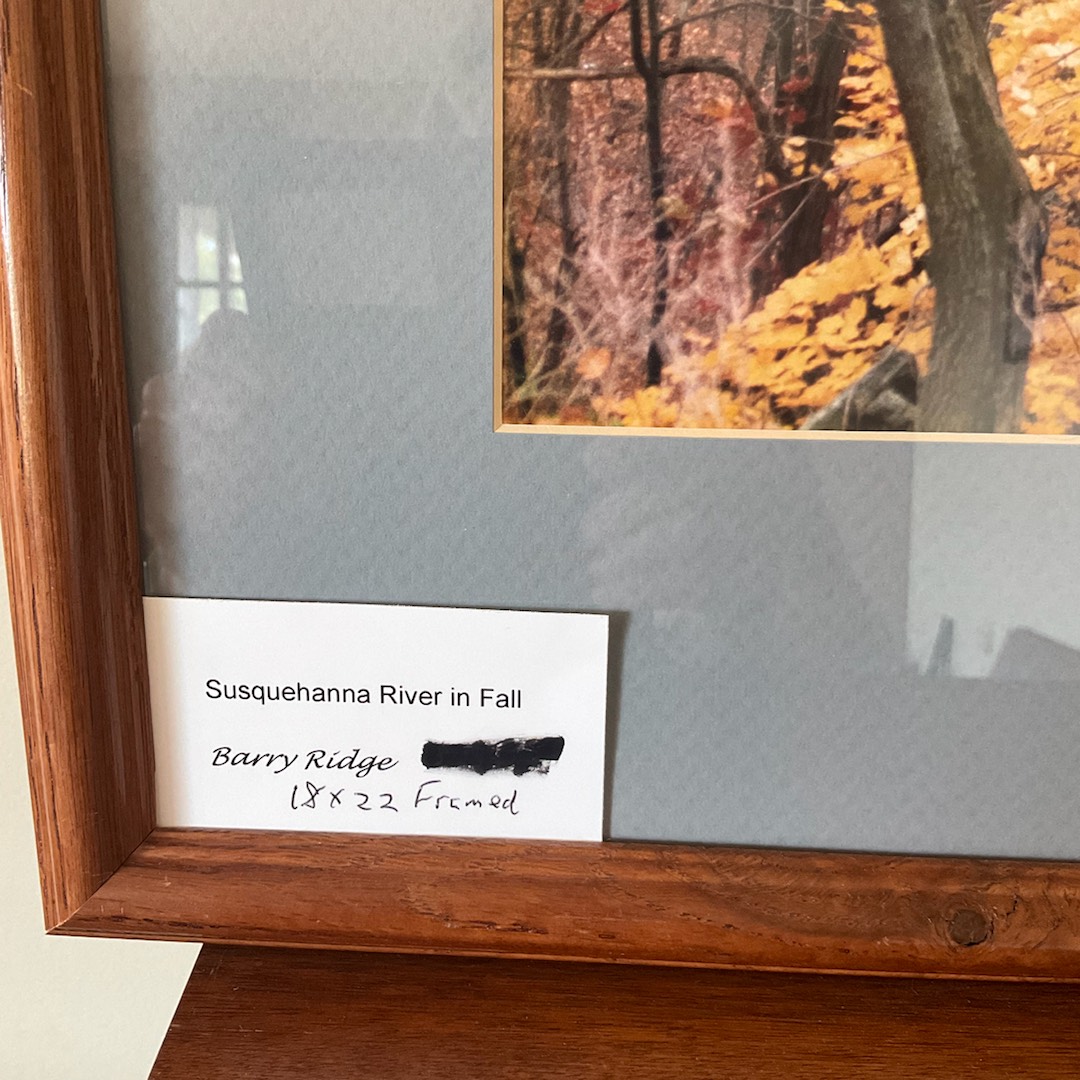 Susquehanna River in Fall
Barry Ridge
18x22 Framed